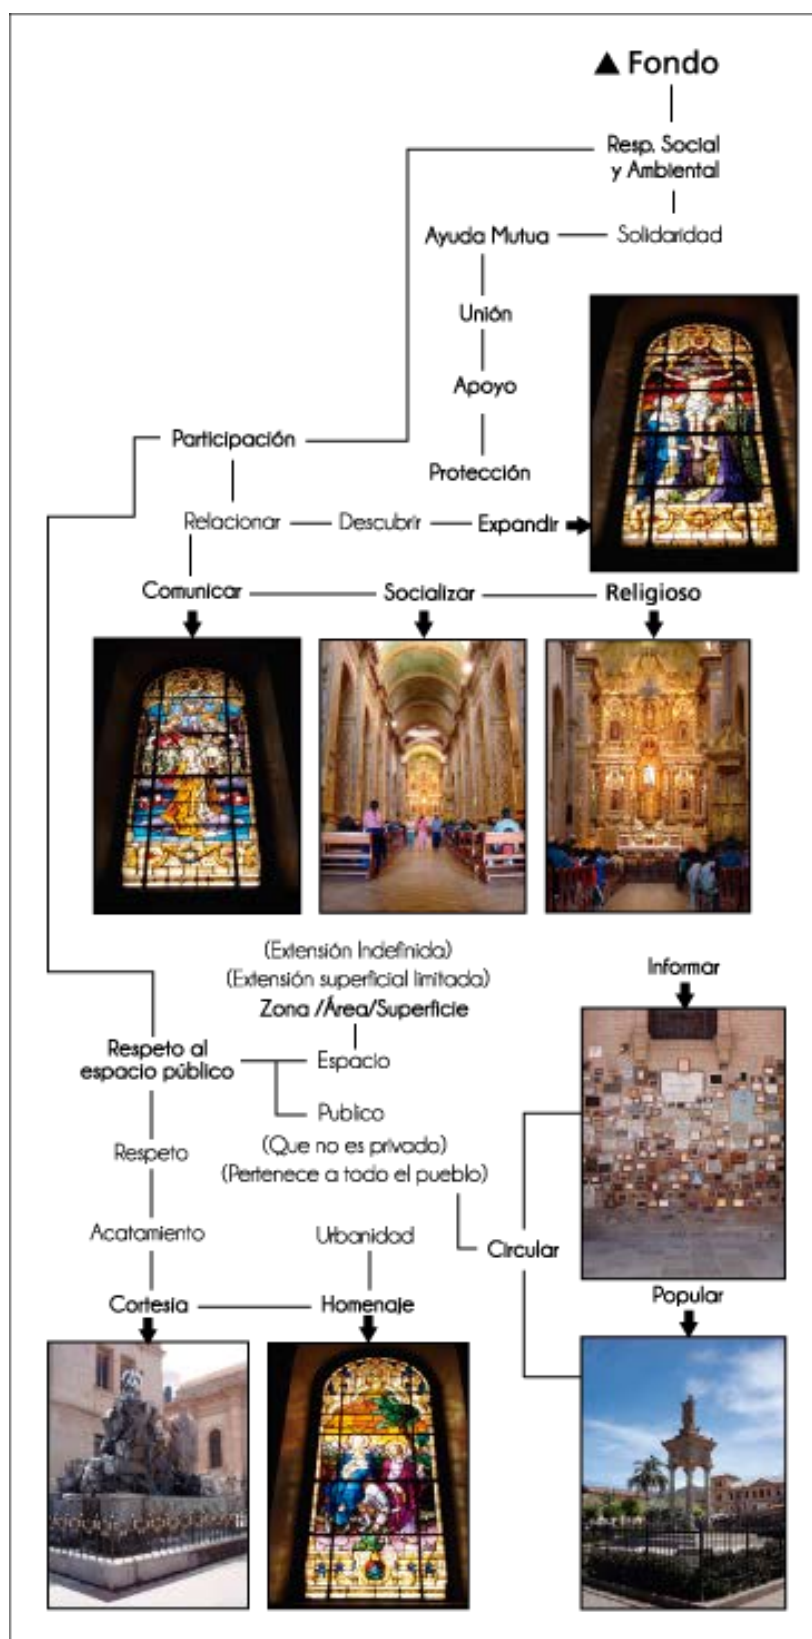 ▲ Fondo
Resp. Social
y Ambiental
Ayuda Mutua
Solidaridad
Unión
Apoyo
Protección
Participación
Relacionar
Descubrir
Expandir
Comunicar
Socializar
Religioso
(Extensión Indefinida)
(Extensión superficial limitada)
Zona /Área/Superficie
Informar
Respeto al
espacio público
Espacio
Publico
(Que no es privado)
(Pertenece a todo el pueblo)
Respeto
Acatamiento
Urbanidad
Circular
Cortesia
Homenaje
Popular